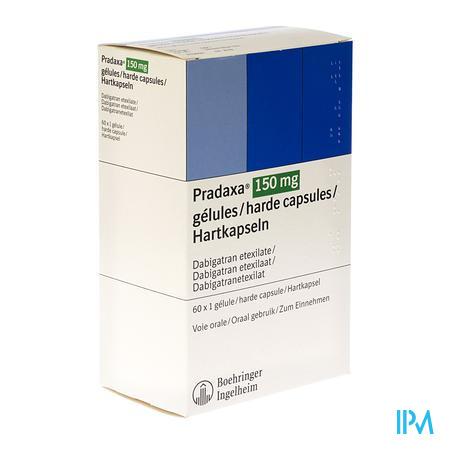 Pradaxa® 150 mg
gélules/harde capsules/
Hartkapseln
Dabigatran etexilate/
Dabigatran etexilaat/
Dabigatranetexilat
60 x 1 gélule/
harde capsule/
Hartkapsel
Pradaxa® 150 mg
gélules/harde capsules/
Hartkapseln
Dabigatran etexilate/
Dabigatran etexilaat/
Dabigatranetexilat
60 x 1 gélule/harde capsule/Hartkapsel
Voie orale/Oraal gebruik/Zum Einnehmen
Boehringer
Ingelheim
IPM